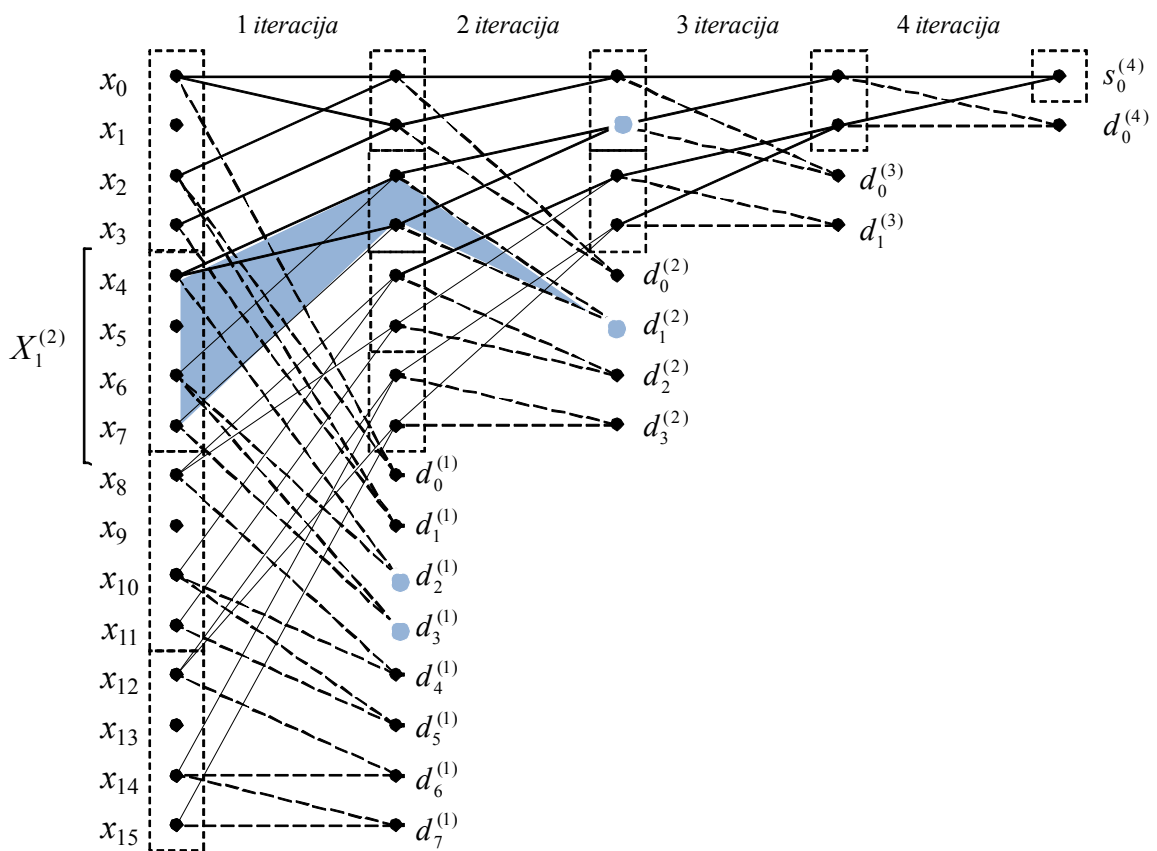 1 iteracija 2 iteracija 3 iteracija 4 iteracija
x₀ s₀⁽⁴⁾
x₁ d₀⁽⁴⁾
x₂ d₀⁽³⁾
x₃ d₁⁽³⁾
x₄ d₀⁽²⁾
x₅ d₁⁽²⁾
X₁⁽²⁾
x₆ d₂⁽²⁾
x₇ d₃⁽²⁾
x₈ d₀⁽¹⁾
x₉ d₁⁽¹⁾
x₁₀ d₂⁽¹⁾
x₁₁ d₃⁽¹⁾
x₁₂ d₄⁽¹⁾
x₁₃ d₅⁽¹⁾
x₁₄ d₆⁽¹⁾
x₁₅ d₇⁽¹⁾